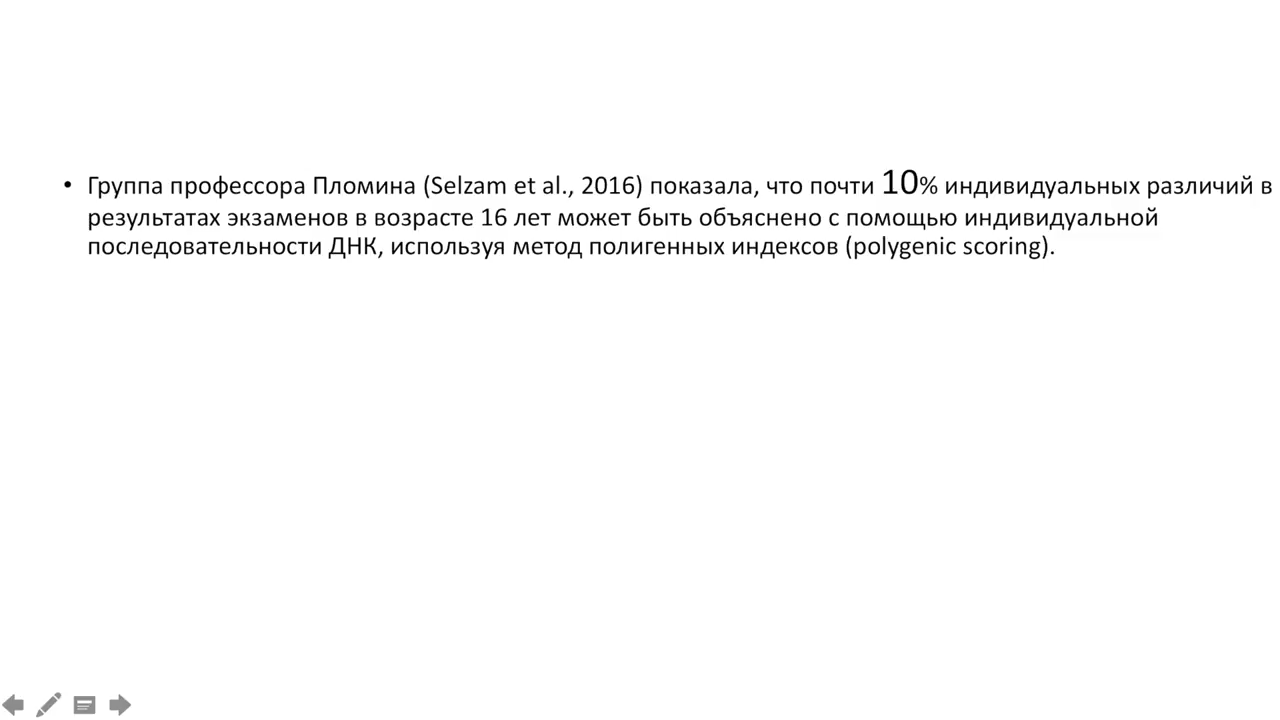 • Группа профессора Пломина (Selzam et al., 2016) показала, что почти 10% индивидуальных различий в
результатах экзаменов в возрасте 16 лет может быть объяснено с помощью индивидуальной
последовательности ДНК, используя метод полигенных индексов (polygenic scoring).